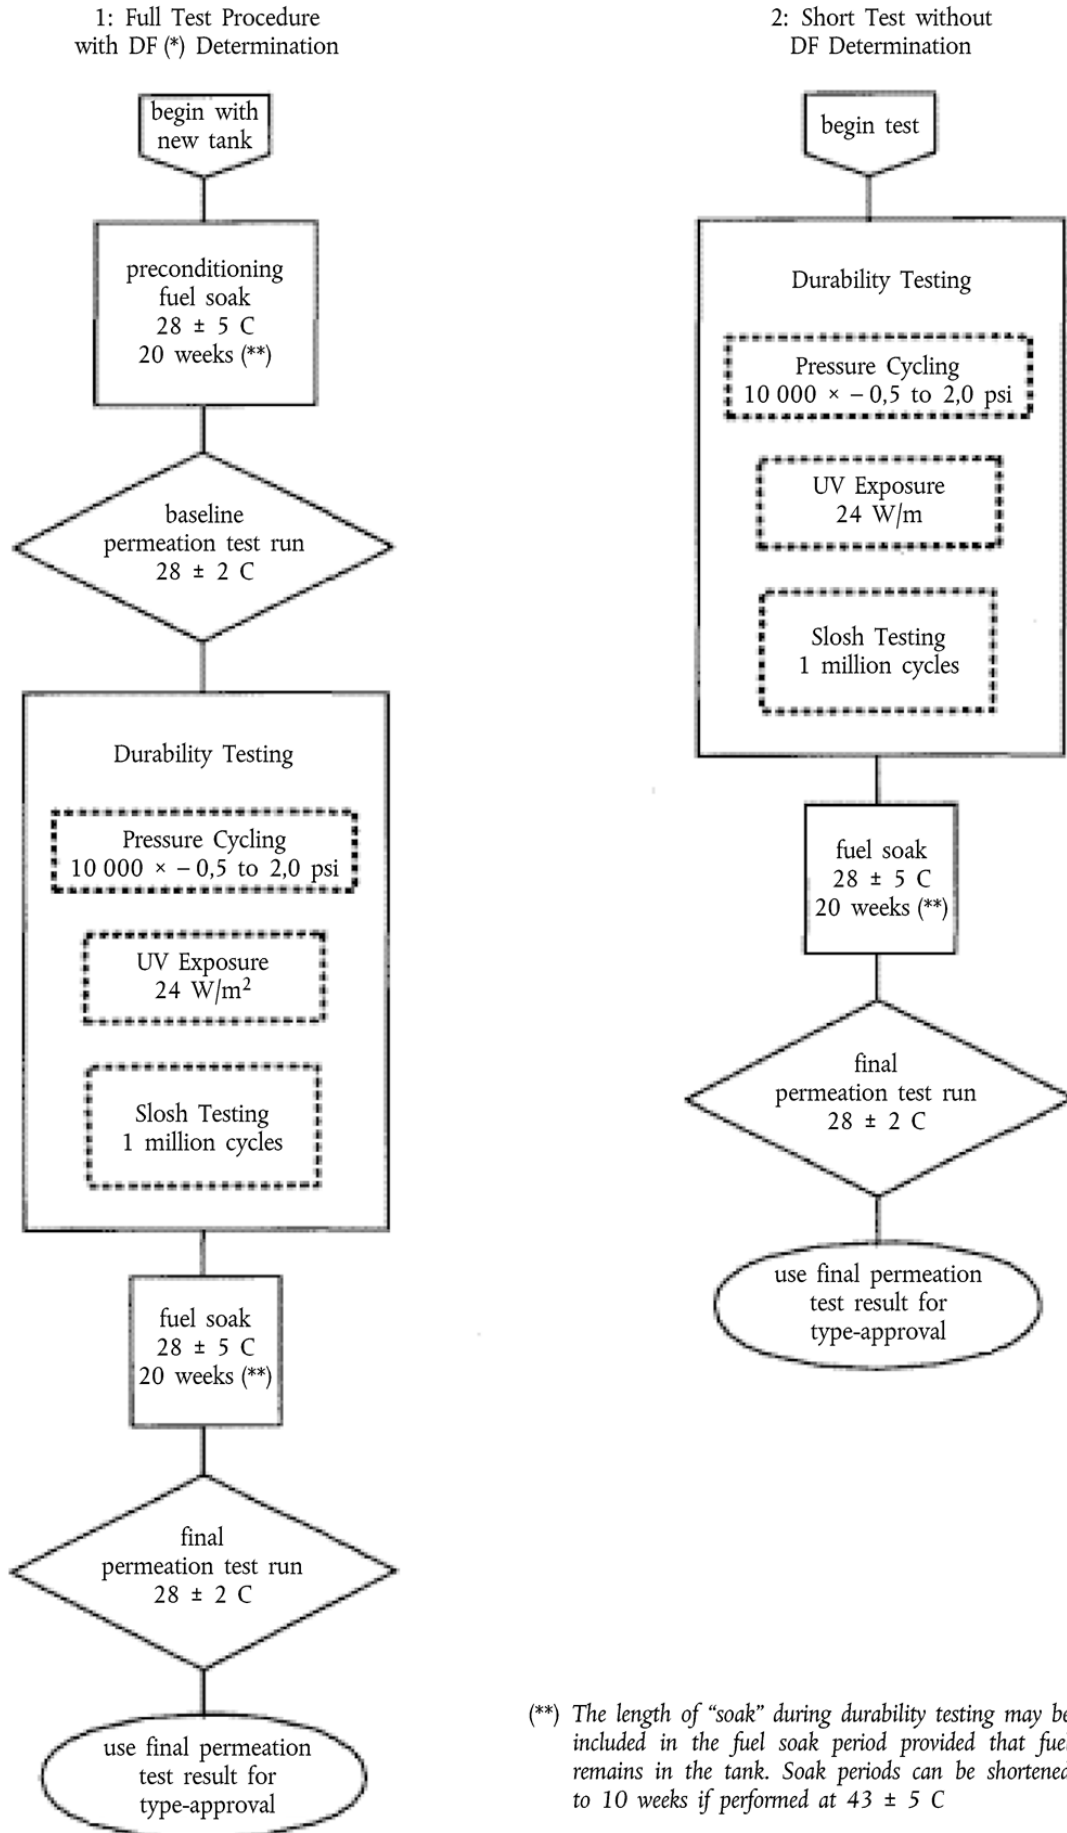 1: Full Test Procedure
with DF (*) Determination
begin with
new tank
preconditioning
fuel soak
28 ± 5 C
20 weeks (**)
baseline
permeation test run
28 ± 2 C
Durability Testing
Pressure Cycling
10 000 × – 0,5 to 2,0 psi
UV Exposure
24 W/m²
Slosh Testing
1 million cycles
fuel soak
28 ± 5 C
20 weeks (**)
final
permeation test run
28 ± 2 C
use final permeation
test result for
type-approval
2: Short Test without
DF Determination
begin test
Durability Testing
Pressure Cycling
10 000 × – 0,5 to 2,0 psi
UV Exposure
24 W/m
Slosh Testing
1 million cycles
fuel soak
28 ± 5 C
20 weeks (**)
final
permeation test run
28 ± 2 C
use final permeation
test result for
type-approval
(**) The length of “soak” during durability testing may be
included in the fuel soak period provided that fuel
remains in the tank. Soak periods can be shortened
to 10 weeks if performed at 43 ± 5 C